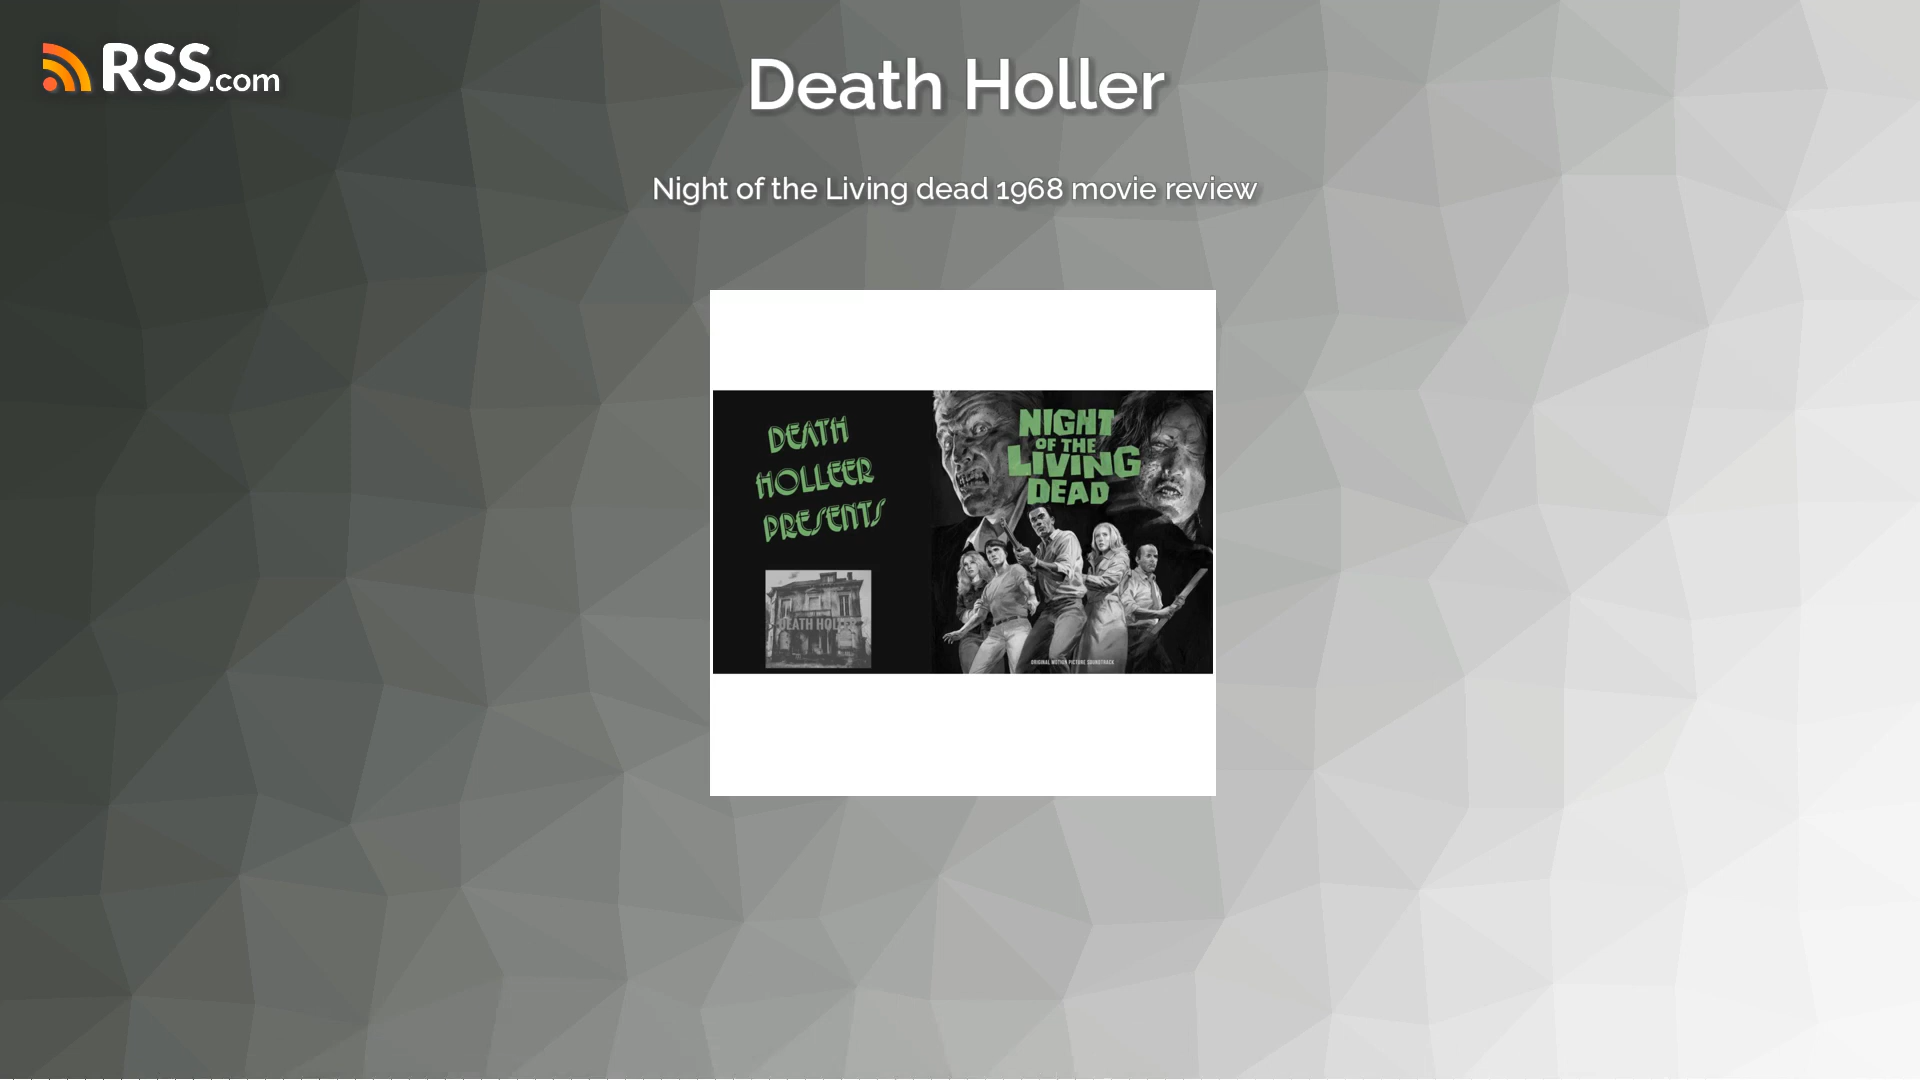 RSS.com
Death Holler
Night of the Living dead 1968 movie review
DEATH
HOLLEER
PRESENTS
DEATH HOLLER
NIGHT
OF THE
LIVING
DEAD
ORIGINAL MOTION PICTURE SOUNDTRACK